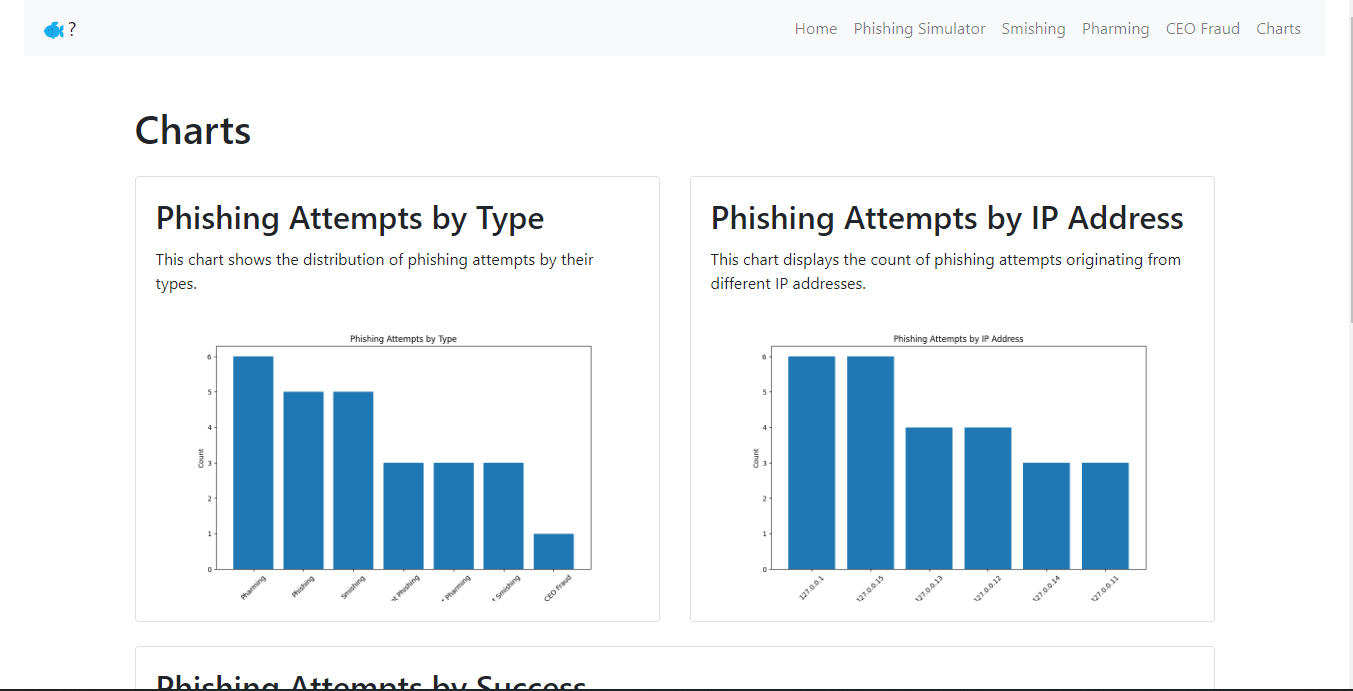 ?
Home Phishing Simulator Smishing Pharming CEO Fraud Charts
Charts
Phishing Attempts by Type
This chart shows the distribution of phishing attempts by their
types.
Phishing Attempts by Type
Count
6
5
4
3
2
1
0
Pharming
Phishing
Smishing
Phishing
Pharming
Smishing
CEO Fraud
Phishing Attempts by IP Address
This chart displays the count of phishing attempts originating from
different IP addresses.
Phishing Attempts by IP Address
Count
6
5
4
3
2
1
0
127.0.0.1
127.0.0.15
127.0.0.13
127.0.0.12
127.0.0.14
127.0.0.11
Phishing Attempts by Success